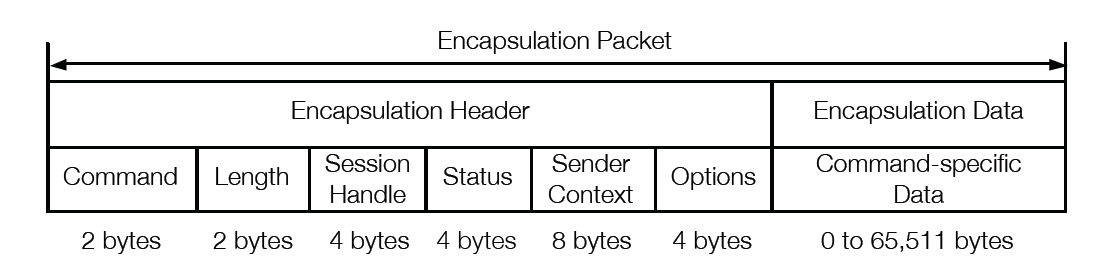 Encapsulation Packet
Encapsulation Header
Encapsulation Data
Command
Length
Session
Handle
Status
Sender
Context
Options
Command-specific
Data
2 bytes
2 bytes
4 bytes
4 bytes
8 bytes
4 bytes
0 to 65,511 bytes